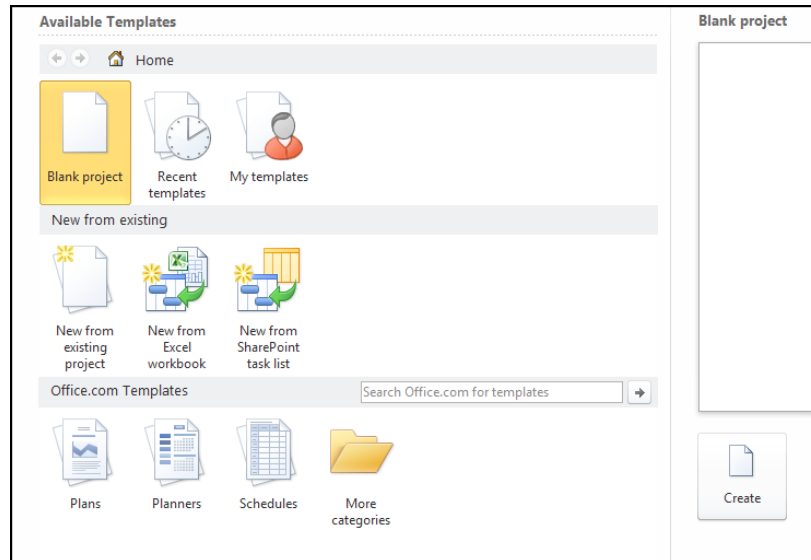 Available Templates
Blank project
Home
Blank project
Recent
templates
My templates
New from existing
New from
existing
project
New from
Excel
workbook
New from
SharePoint
task list
Office.com Templates
Search Office.com for templates
Plans
Planners
Schedules
More
categories
Create